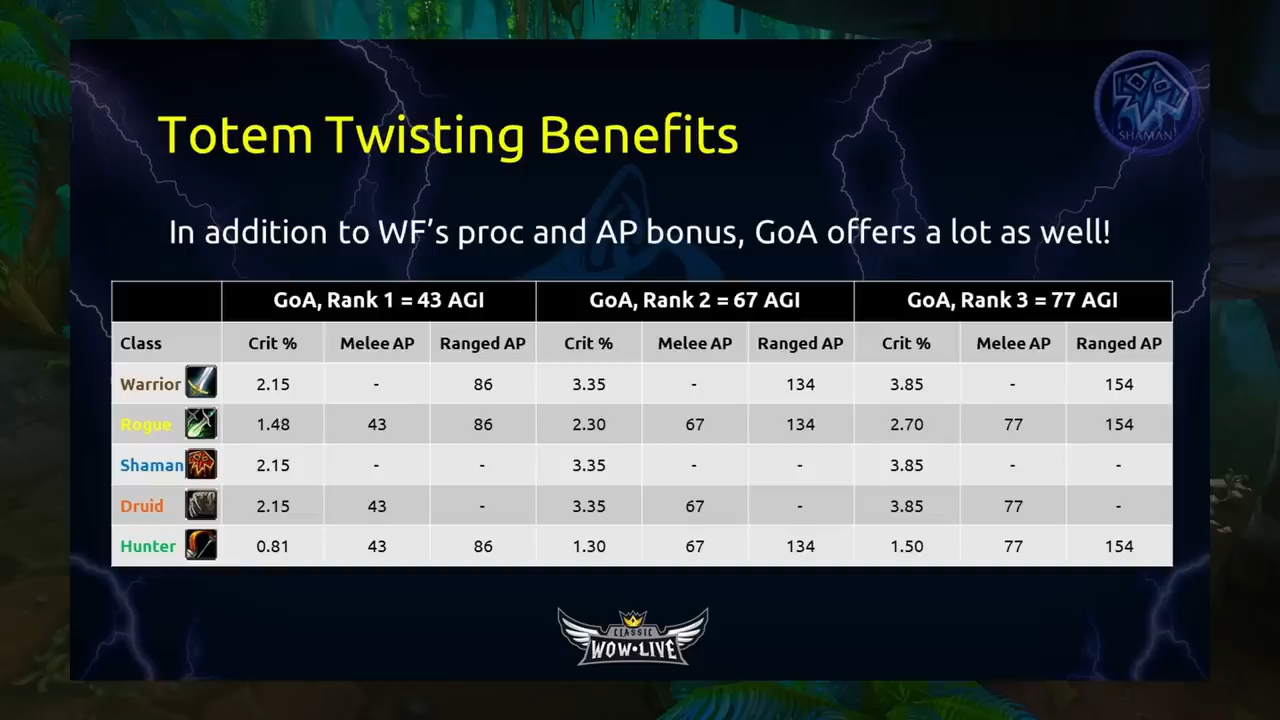 SHAMAN
Totem Twisting Benefits
In addition to WF's proc and AP bonus, GoA offers a lot as well!
GoA, Rank 1 = 43 AGI GoA, Rank 2 = 67 AGI GoA, Rank 3 = 77 AGI
Class Crit % Melee AP Ranged AP Crit % Melee AP Ranged AP Crit % Melee AP Ranged AP
Warrior 2.15 - 86 3.35 - 134 3.85 - 154
Rogue 1.48 43 86 2.30 67 134 2.70 77 154
Shaman 2.15 - - 3.35 - - 3.85 - -
Druid 2.15 43 - 3.35 67 - 3.85 77 -
Hunter 0.81 43 86 1.30 67 134 1.50 77 154
CLASSIC
WOW•LIVE